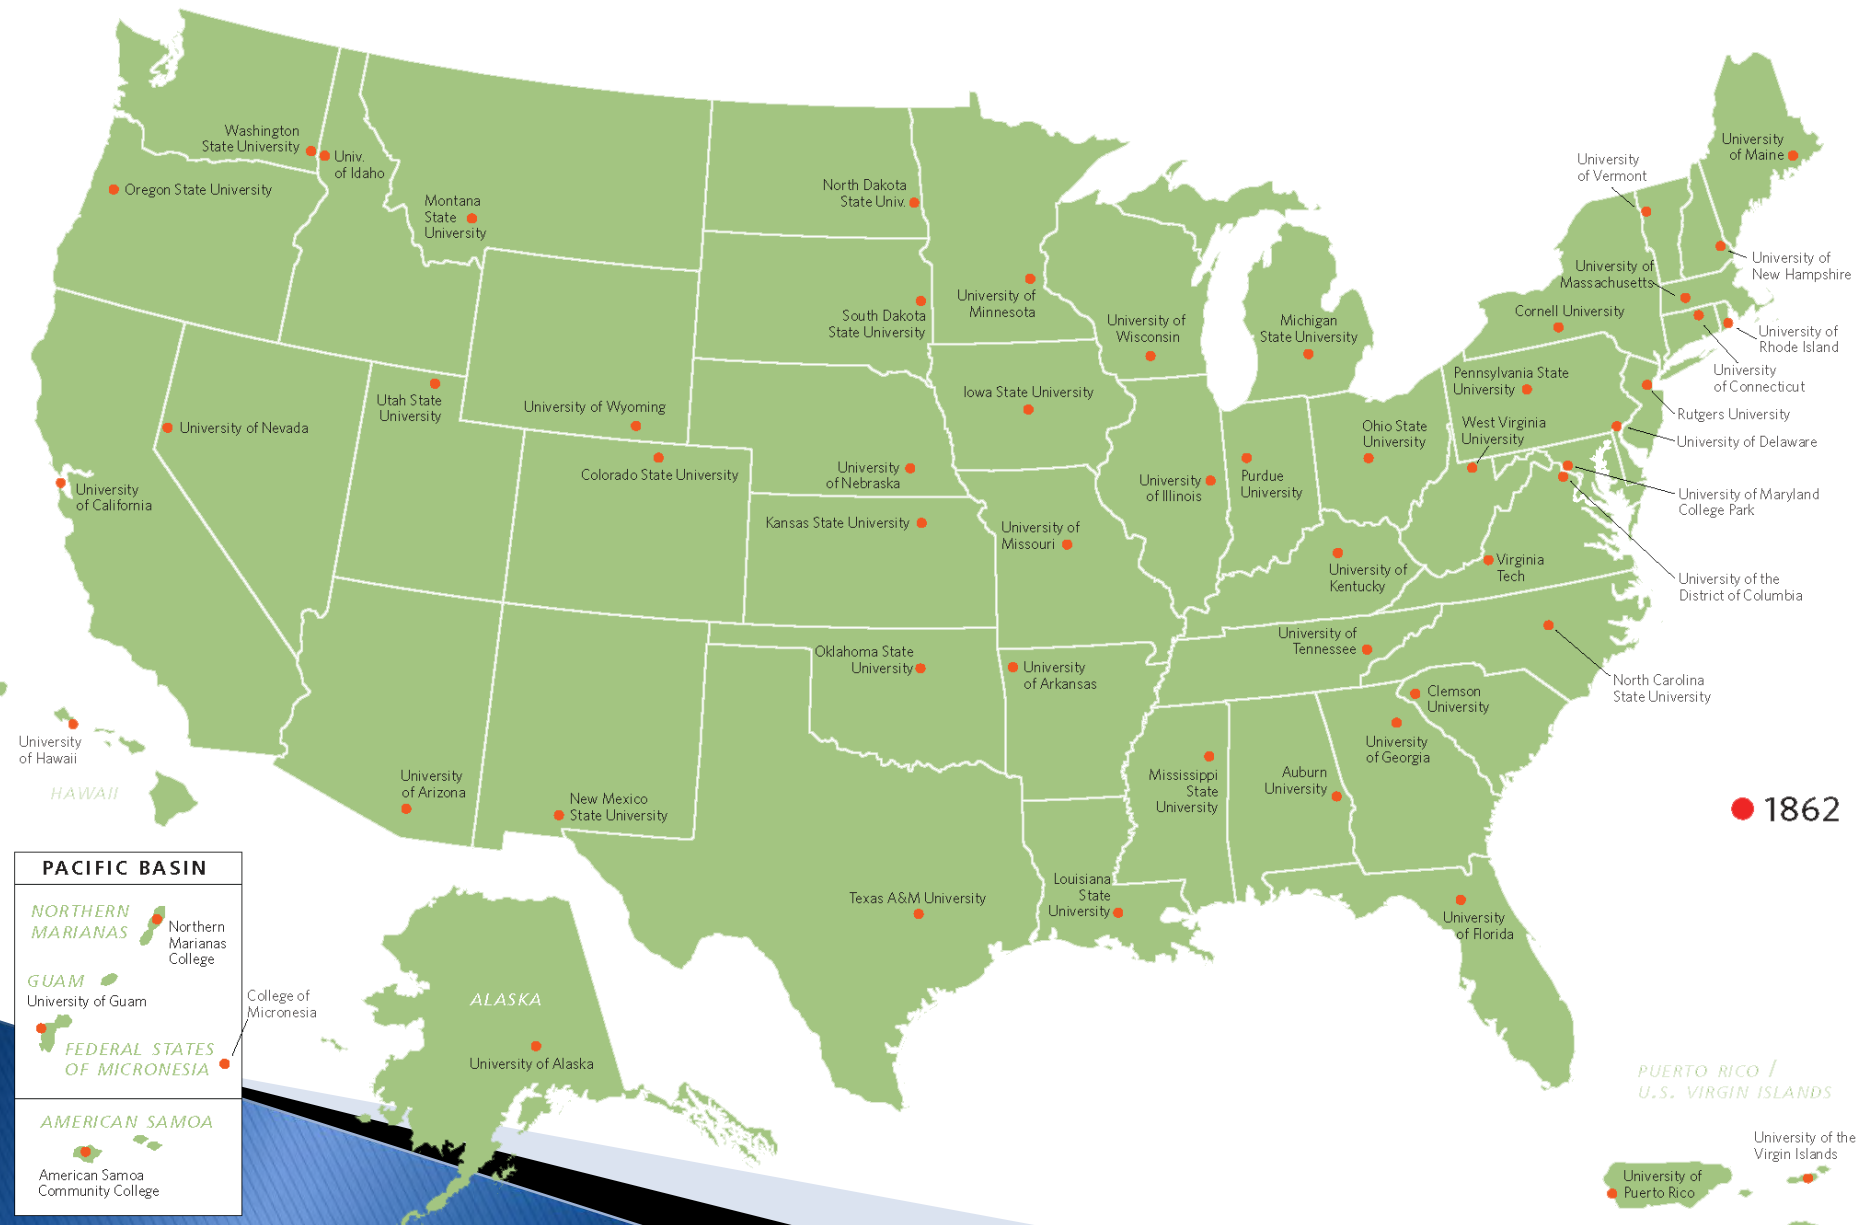 Washington
State University
Univ.
of Idaho
Oregon State University
Montana
State
University
North Dakota
State Univ.
University
of Maine
University
of Vermont
University of
New Hampshire
University of
Massachusetts
Cornell University
University of
Rhode Island
University
of Connecticut
South Dakota
State University
University of
Minnesota
University of
Wisconsin
Michigan
State University
Pennsylvania State
University
Rutgers University
University of Delaware
West Virginia
University
Ohio State
University
Iowa State University
Utah State
University
University of Wyoming
University of Nevada
Colorado State University
University
of Nebraska
University
of Illinois
Purdue
University
University of Maryland
College Park
University
of California
Kansas State University
University of
Missouri
University of
Kentucky
Virginia
Tech
University of the
District of Columbia
Oklahoma State
University
University
of Arkansas
University of
Tennessee
North Carolina
State University
Clemson
University
University
of Georgia
University
of Hawaii
HAWAII
University
of Arizona
New Mexico
State University
Mississippi
State
University
Auburn
University
1862
Texas A&M University
Louisiana
State
University
University
of Florida
PACIFIC BASIN
NORTHERN
MARIANAS
Northern
Marianas
College
GUAM
University of Guam
College of
Micronesia
FEDERAL STATES
OF MICRONESIA
AMERICAN SAMOA
American Samoa
Community College
ALASKA
University of Alaska
PUERTO RICO /
U.S. VIRGIN ISLANDS
University of the
Virgin Islands
University of
Puerto Rico